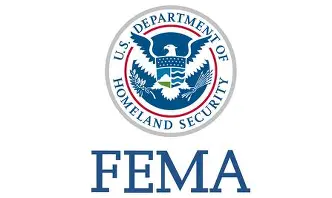 U.S. DEPARTMENT OF
HOMELAND SECURITY
FEMA